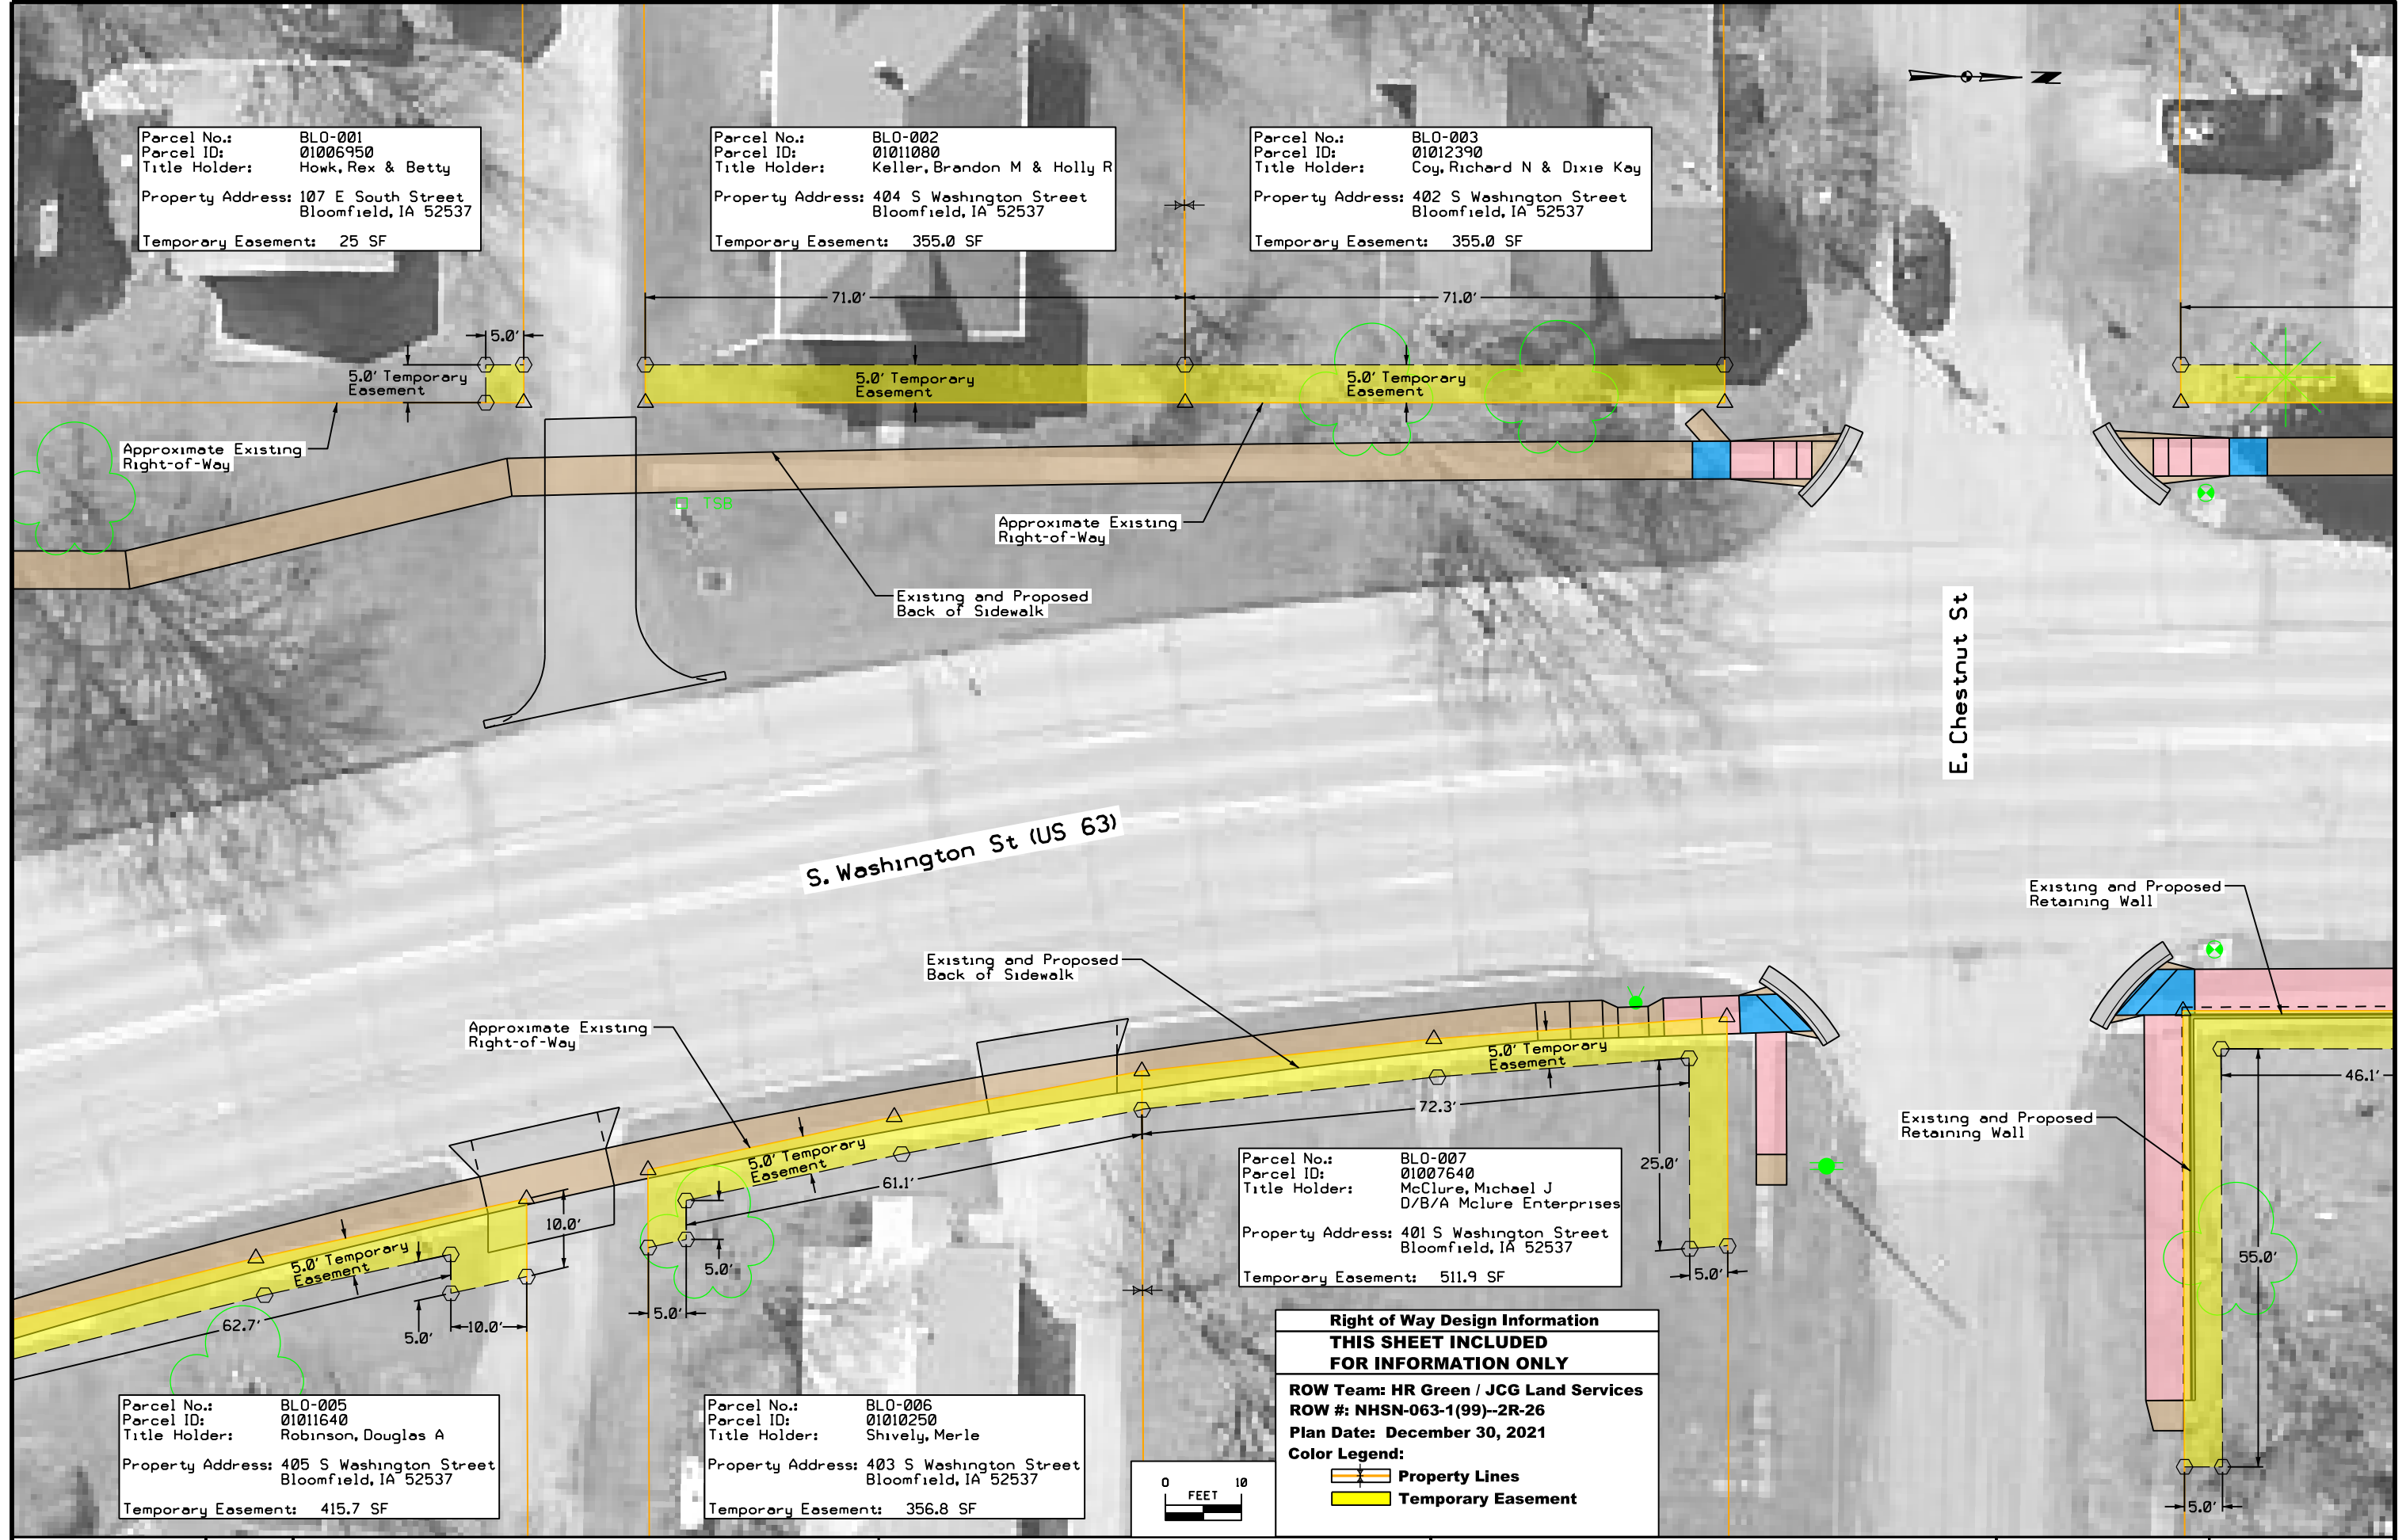 Parcel No.: BLO-001
Parcel ID: 01006950
Title Holder: Howk, Rex & Betty
Property Address: 107 E South Street
Bloomfield, IA 52537
Temporary Easement: 25 SF
Parcel No.: BLO-002
Parcel ID: 01011080
Title Holder: Keller, Brandon M & Holly R
Property Address: 404 S Washington Street
Bloomfield, IA 52537
Temporary Easement: 355.0 SF
Parcel No.: BLO-003
Parcel ID: 01012390
Title Holder: Coy, Richard N & Dixie Kay
Property Address: 402 S Washington Street
Bloomfield, IA 52537
Temporary Easement: 355.0 SF
N
71.0'
71.0'
5.0'
5.0' Temporary
Easement
5.0' Temporary
Easement
5.0' Temporary
Easement
Approximate Existing
Right-of-Way
TSB
Approximate Existing
Right-of-Way
Existing and Proposed
Back of Sidewalk
E. Chestnut St
S. Washington St (US 63)
Existing and Proposed
Retaining Wall
Existing and Proposed
Back of Sidewalk
Approximate Existing
Right-of-Way
5.0' Temporary
Easement
46.1'
72.3'
Existing and Proposed
Retaining Wall
5.0' Temporary
Easement
61.1'
25.0'
10.0'
5.0' Temporary
Easement
5.0'
55.0'
5.0'
5.0'
62.7'
5.0'
10.0'
Parcel No.: BLO-007
Parcel ID: 01007640
Title Holder: McClure, Michael J
D/B/A Mclure Enterprises
Property Address: 401 S Washington Street
Bloomfield, IA 52537
Temporary Easement: 511.9 SF
Parcel No.: BLO-005
Parcel ID: 01011640
Title Holder: Robinson, Douglas A
Property Address: 405 S Washington Street
Bloomfield, IA 52537
Temporary Easement: 415.7 SF
Parcel No.: BLO-006
Parcel ID: 01010250
Title Holder: Shively, Merle
Property Address: 403 S Washington Street
Bloomfield, IA 52537
Temporary Easement: 356.8 SF
0 10
FEET
Right of Way Design Information
THIS SHEET INCLUDED
FOR INFORMATION ONLY
ROW Team: HR Green / JCG Land Services
ROW #: NHSN-063-1(99)--2R-26
Plan Date: December 30, 2021
Color Legend:
Property Lines
Temporary Easement
5.0'